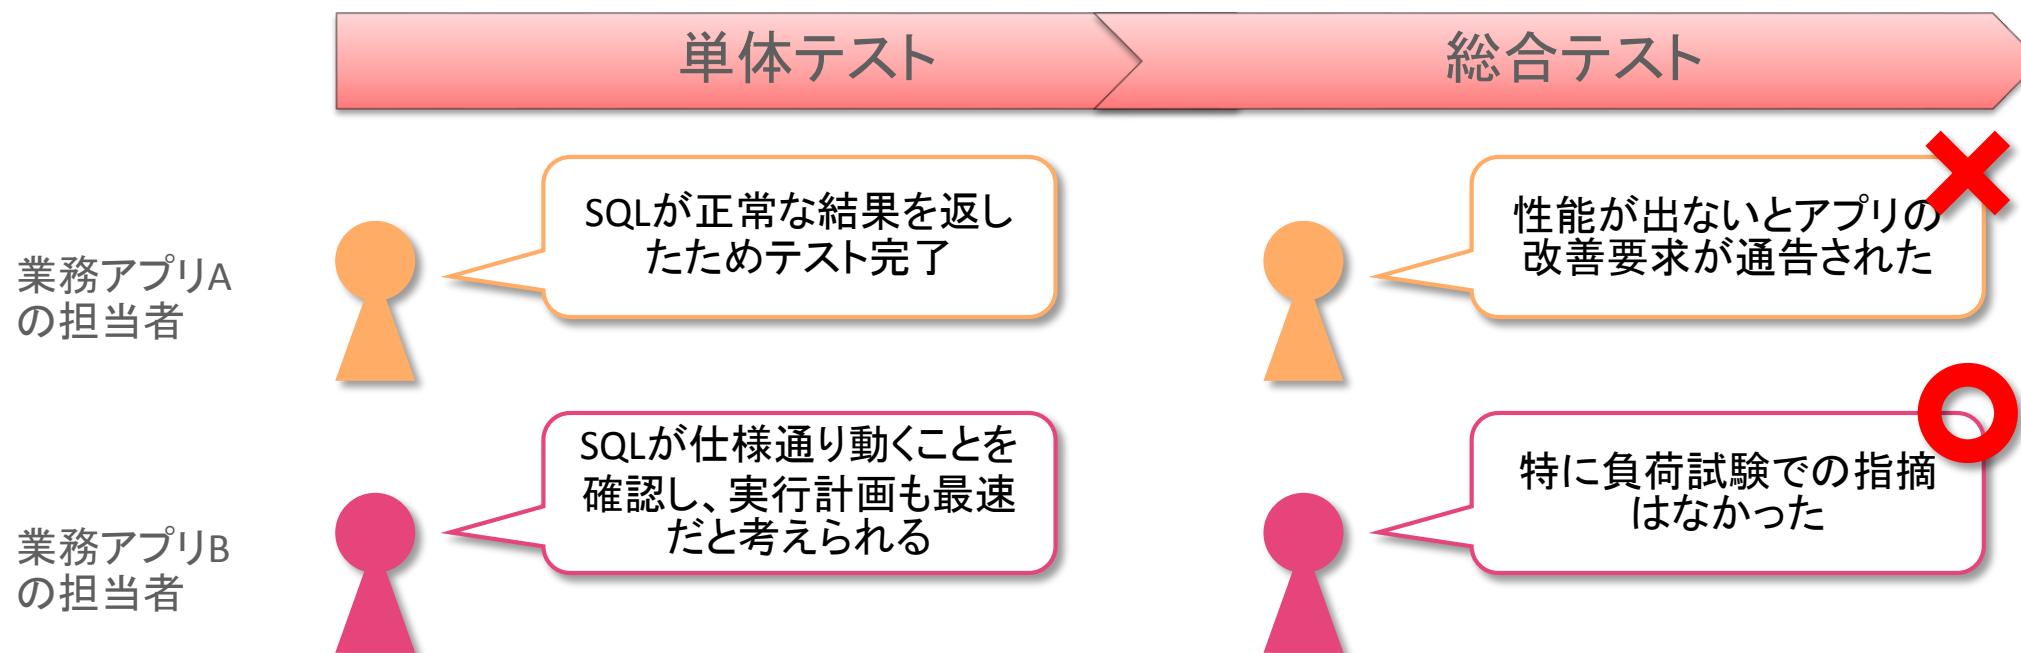 単体テスト
総合テスト
業務アプリA
の担当者
SQLが正常な結果を返し
たためテスト完了
性能が出ないとアプリの
改善要求が通告された
業務アプリB
の担当者
SQLが仕様通り動くことを
確認し、実行計画も最速
だと考えられる
特に負荷試験での指摘
はなかった